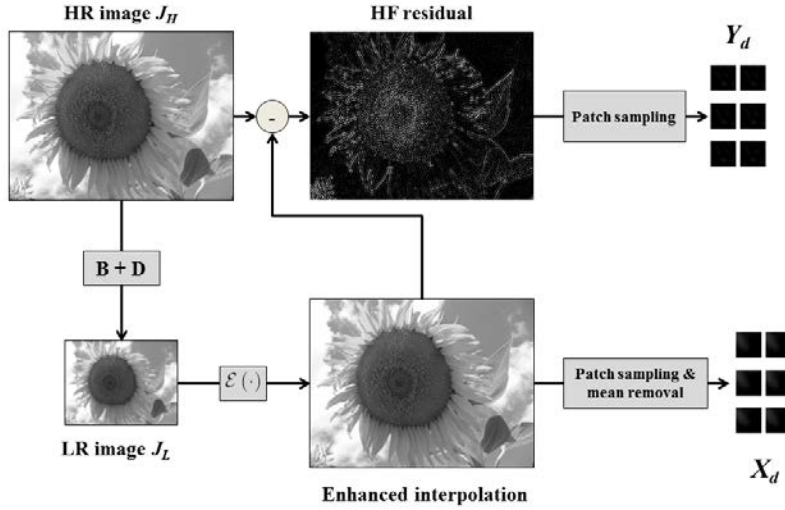 HR image J_H
HF residual
Y_d
-
Patch sampling
B + D
ℰ (·)
Patch sampling &
mean removal
LR image J_L
X_d
Enhanced interpolation